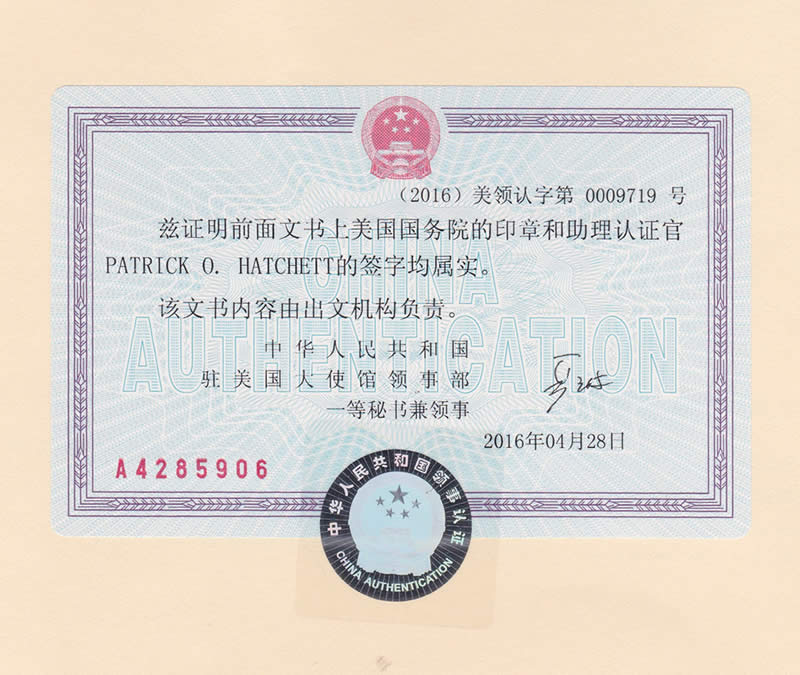 （2016）美领认字第 0009719 号
兹证明前面文书上美国国务院的印章和助理认证官
PATRICK O. HATCHETT的签字均属实。
该文书内容由出文机构负责。
CHINA
AUTHENTICATION
中华人民共和国
驻美国大使馆领事部
一等秘书兼领事
2016年04月28日
A4285906
中华人民共和国领事认证
CHINA AUTHENTICATION